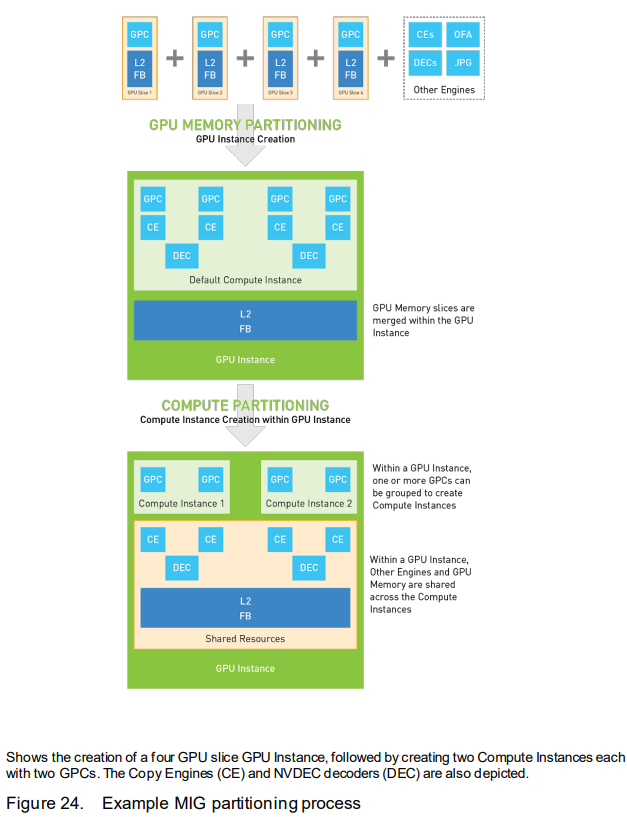 GPC GPC GPC GPC CEs OFA
L2 L2 L2 L2 DECs JPG
FB FB FB FB
GPU Slice 1 GPU Slice 2 GPU Slice 3 GPU Slice 4 Other Engines
GPU MEMORY PARTITIONING
GPU Instance Creation
GPC GPC GPC GPC
CE CE CE CE
DEC DEC
Default Compute Instance
L2
FB
GPU Memory slices are
merged within the GPU
Instance
GPU Instance
COMPUTE PARTITIONING
Compute Instance Creation within GPU Instance
GPC GPC GPC GPC
Compute Instance 1 Compute Instance 2
Within a GPU Instance,
one or more GPCs can
be grouped to create
Compute Instances
CE CE CE CE
DEC DEC
L2
FB
Shared Resources
Within a GPU Instance,
Other Engines and GPU
Memory are shared
across the Compute
Instances
GPU Instance
Shows the creation of a four GPU slice GPU Instance, followed by creating two Compute Instances each
with two GPCs. The Copy Engines (CE) and NVDEC decoders (DEC) are also depicted.
Figure 24. Example MIG partitioning process